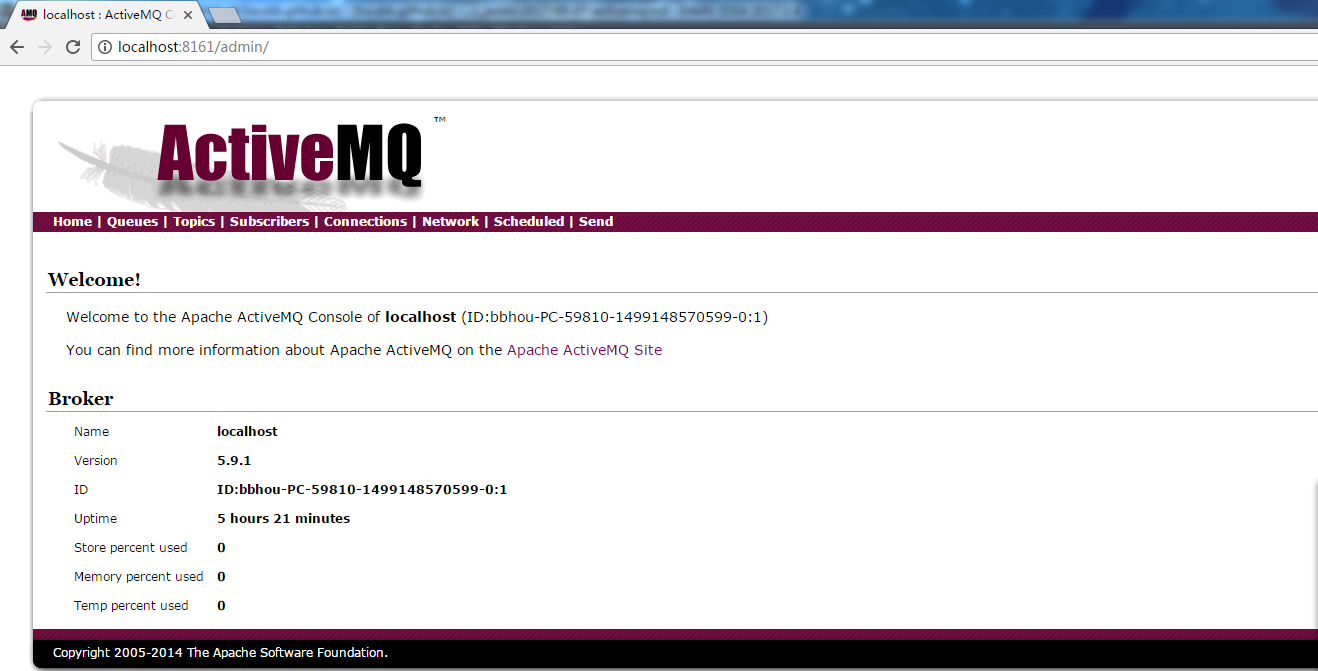 localhost : ActiveMQ C
localhost:8161/admin/
ActiveMQ ™
Home | Queues | Topics | Subscribers | Connections | Network | Scheduled | Send
Welcome!
Welcome to the Apache ActiveMQ Console of localhost (ID:bbhou-PC-59810-1499148570599-0:1)
You can find more information about Apache ActiveMQ on the Apache ActiveMQ Site
Broker
Name localhost
Version 5.9.1
ID ID:bbhou-PC-59810-1499148570599-0:1
Uptime 5 hours 21 minutes
Store percent used 0
Memory percent used 0
Temp percent used 0
Copyright 2005-2014 The Apache Software Foundation.